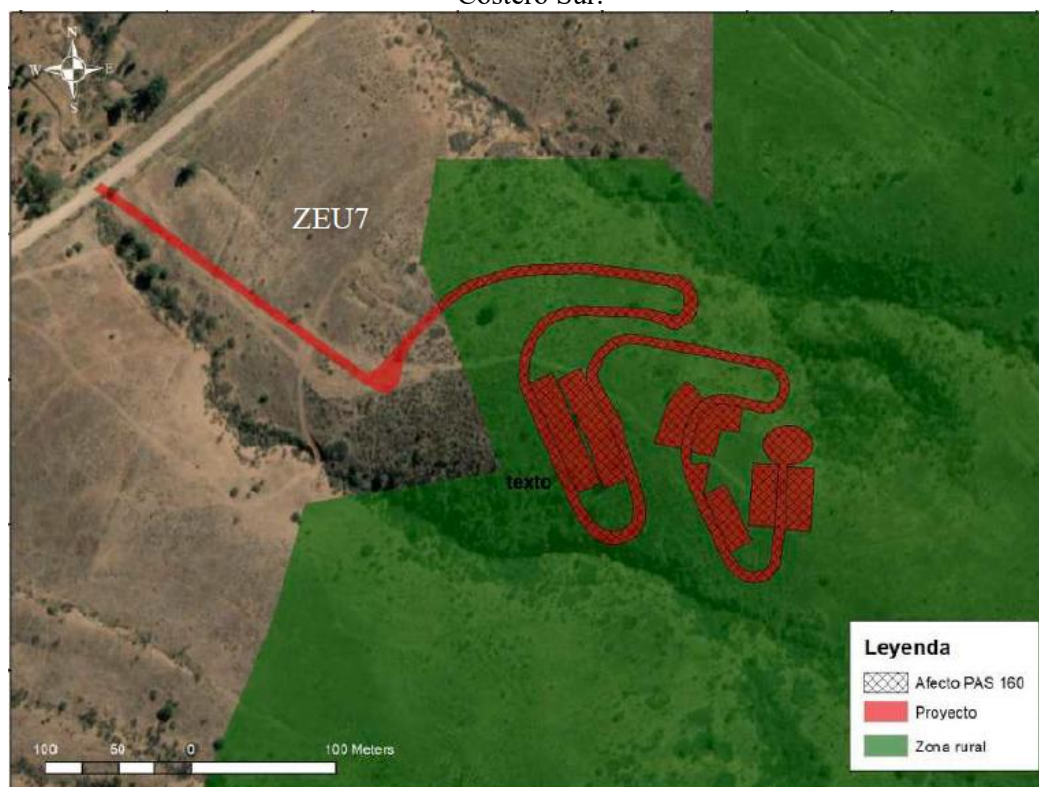 Costero Sur.
N
W E
S
ZEU7
texto
Leyenda
Afecto PAS 160
Proyecto
Zona rural
100 50 0 100 Meters